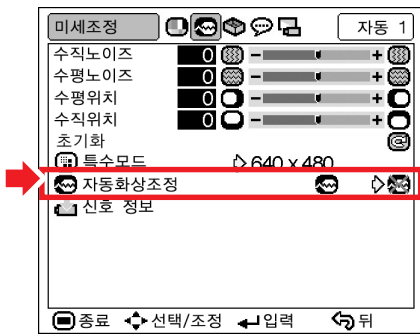 미세조정 자동 1
수직노이즈 0 - +
수평노이즈 0 - +
수평위치 0 - +
수직위치 0 - +
초기화
특수모드 640 x 480
자동화상조정
신호 정보
종료 선택/조정 입력 뒤